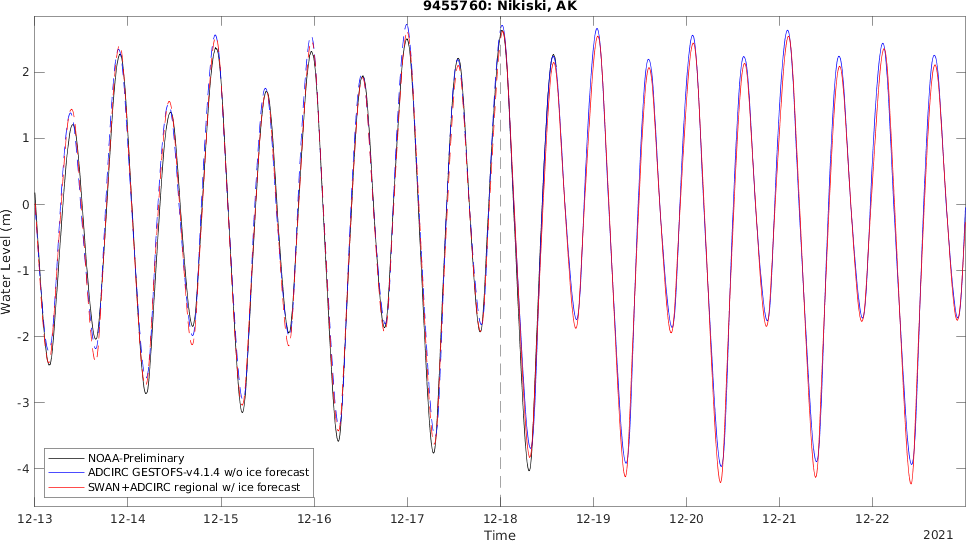 9455760: Nikiski, AK
2
1
0
-1
-2
-3
-4
Water Level (m)
NOAA-Preliminary
ADCIRC GESTOFS-v4.1.4 w/o ice forecast
SWAN+ADCIRC regional w/ ice forecast
12-13 12-14 12-15 12-16 12-17 12-18 12-19 12-20 12-21 12-22
Time
2021